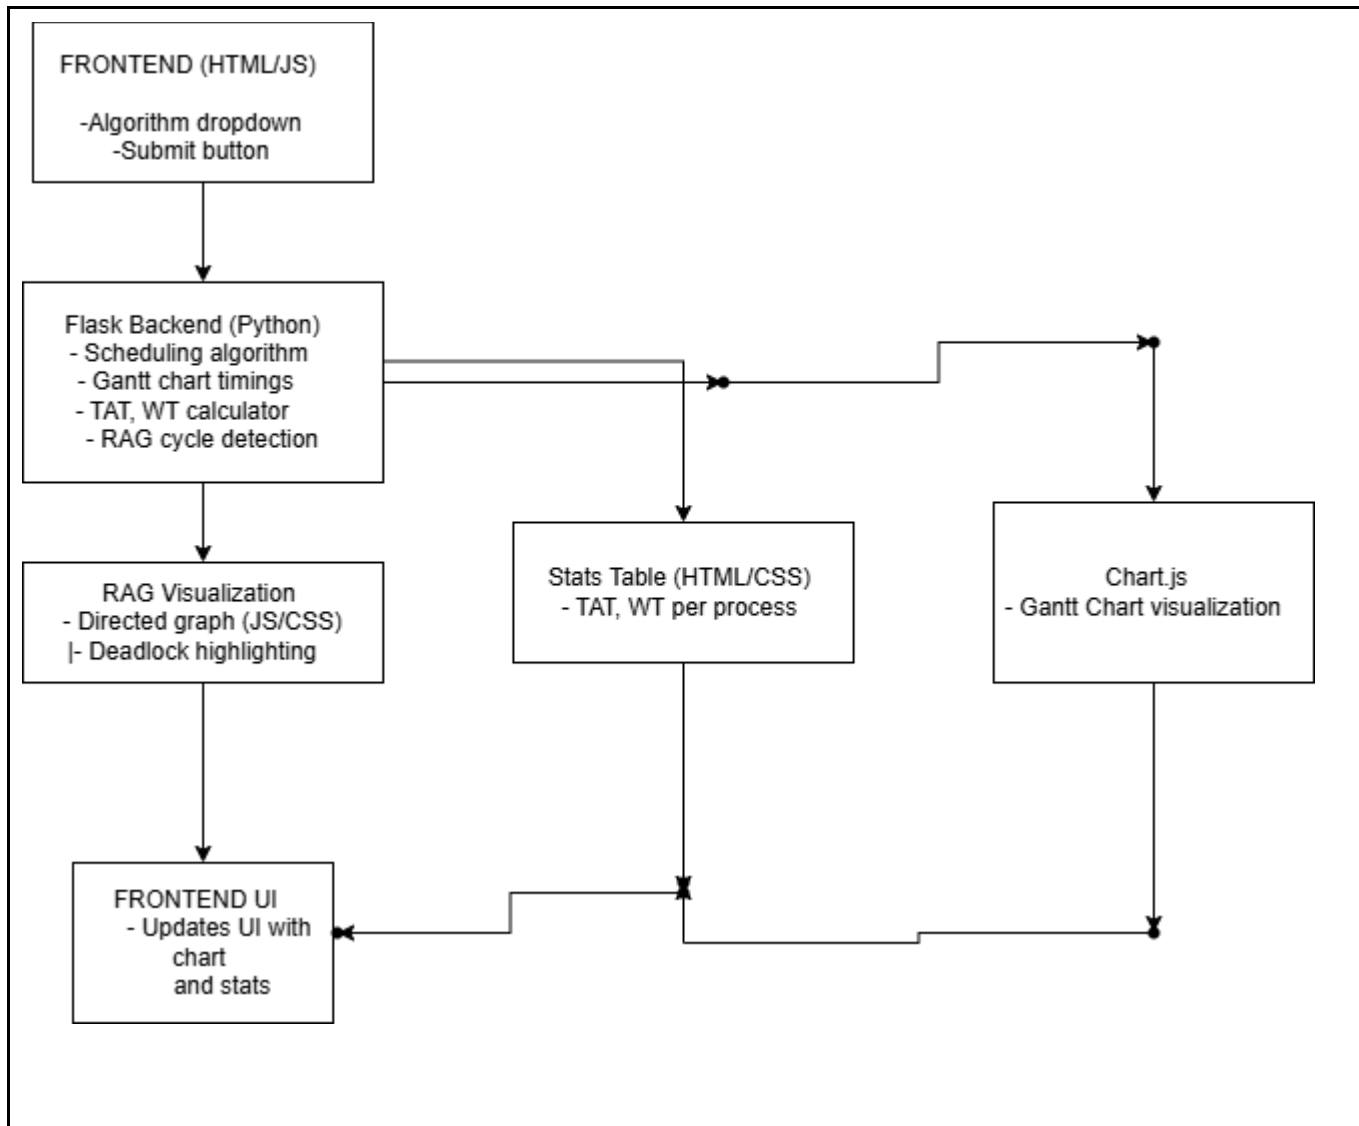 FRONTEND (HTML/JS)
-Algorithm dropdown
-Submit button
Flask Backend (Python)
- Scheduling algorithm
- Gantt chart timings
- TAT, WT calculator
- RAG cycle detection
RAG Visualization
- Directed graph (JS/CSS)
|- Deadlock highlighting
Stats Table (HTML/CSS)
- TAT, WT per process
Chart.js
- Gantt Chart visualization
FRONTEND UI
- Updates UI with
chart
and stats